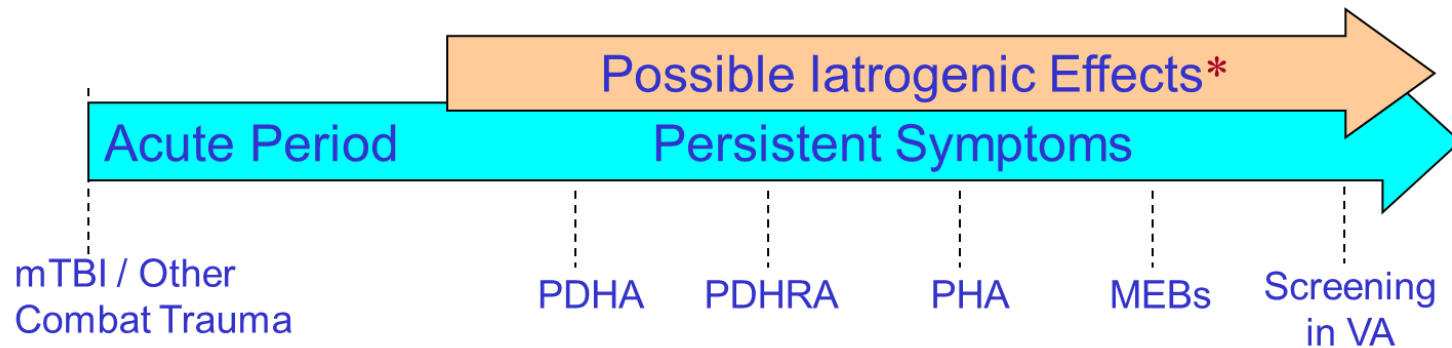 Possible Iatrogenic Effects*
Acute Period Persistent Symptoms
mTBI / Other
Combat Trauma
PDHA PDHRA PHA MEBs
Screening
in VA